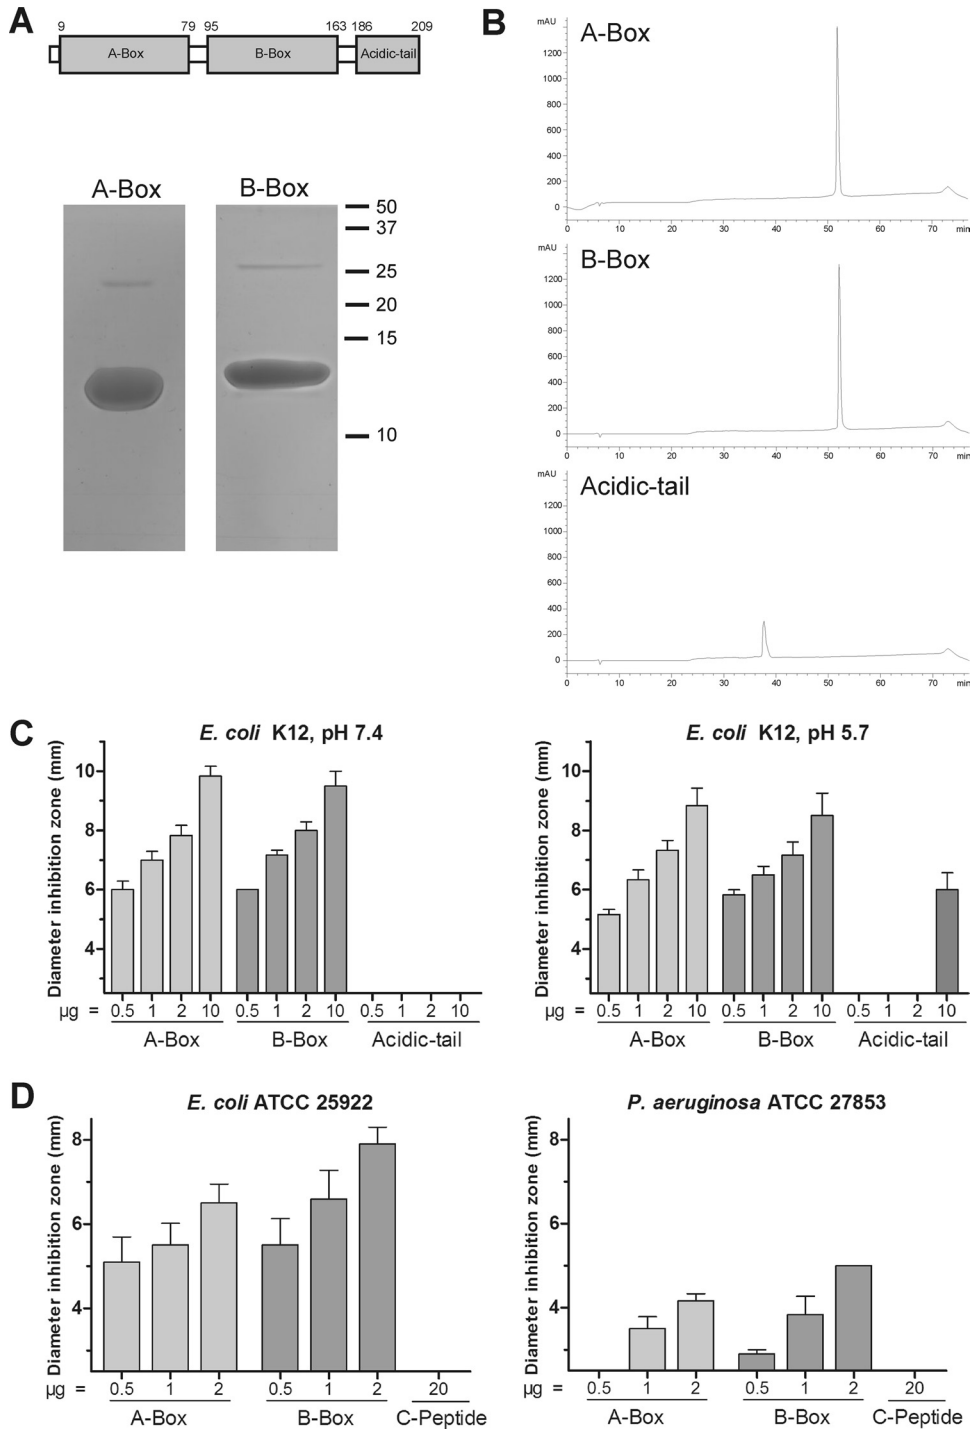 A
9 79 95 163 186 209
A-Box B-Box Acidic-tail
A-Box B-Box
50
37
25
20
15
10
B
mAU
A-Box
1400
1200
1000
800
600
400
200
0
0 10 20 30 40 50 60 70 min
mAU
B-Box
1200
1000
800
600
400
200
0
0 10 20 30 40 50 60 70 min
mAU
Acidic-tail
1200
1000
800
600
400
200
0
0 10 20 30 40 50 60 70 min
C
E. coli K12, pH 7.4
Diameter inhibition zone (mm)
10
8
6
4
µg = 0.5 1 2 10 0.5 1 2 10 0.5 1 2 10
A-Box B-Box Acidic-tail
E. coli K12, pH 5.7
Diameter inhibition zone (mm)
10
8
6
4
µg = 0.5 1 2 10 0.5 1 2 10 0.5 1 2 10
A-Box B-Box Acidic-tail
D
E. coli ATCC 25922
Diameter inhibition zone (mm)
8
6
4
µg = 0.5 1 2 0.5 1 2 20
A-Box B-Box C-Peptide
P. aeruginosa ATCC 27853
Diameter inhibition zone (mm)
8
6
4
µg = 0.5 1 2 0.5 1 2 20
A-Box B-Box C-Peptide